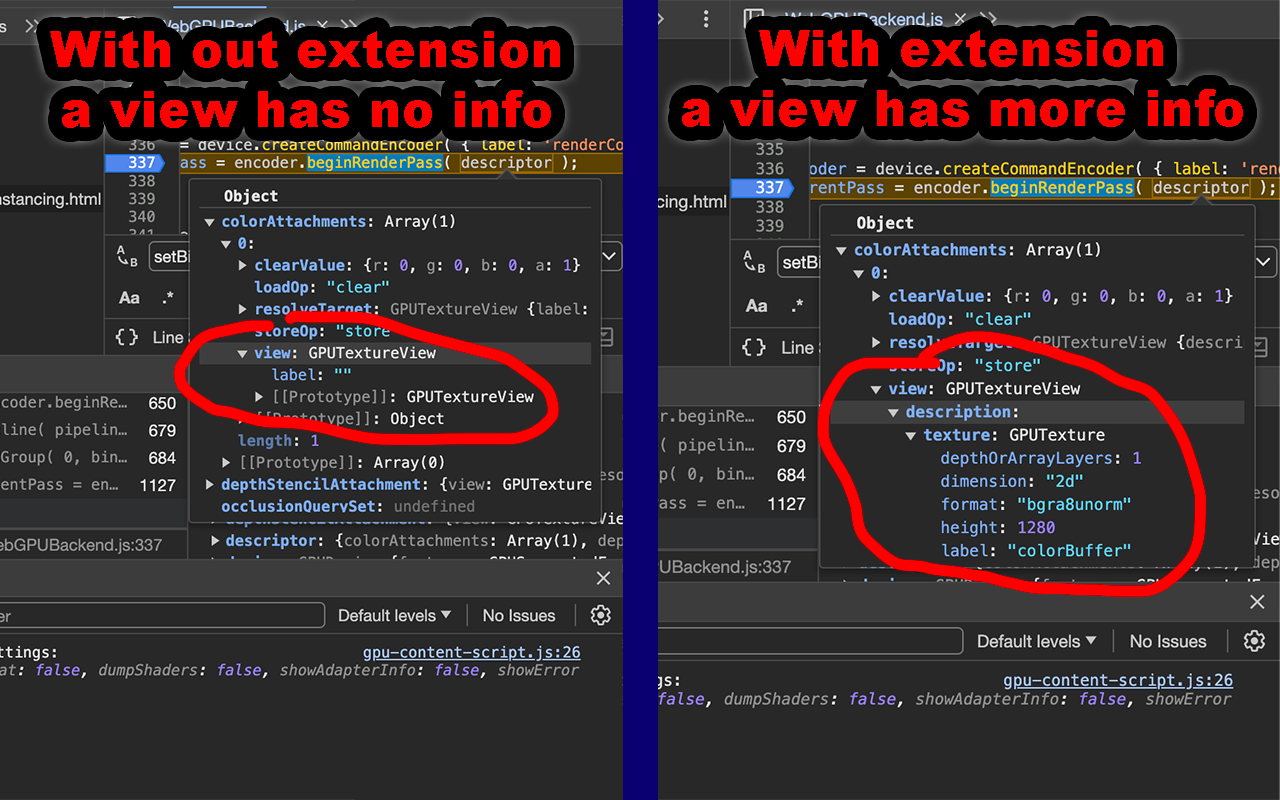 With out extension
a view has no info
s
WebGPUBackend.js
336 = device.createCommandEncoder( { label: 'renderCo
337 ass = encoder.beginRenderPass( descriptor );
338
339
340
341
nstancing.html
Object
colorAttachments: Array(1)
0:
clearValue: {r: 0, g: 0, b: 0, a: 1}
loadOp: "clear"
resolveTarget: GPUTextureView {label:
storeOp: "store
view: GPUTextureView
label: ""
[[Prototype]]: GPUTextureView
[[Prototype]]: Object
length: 1
[[Prototype]]: Array(0)
depthStencilAttachment: {view: GPUTexture
occlusionQuerySet: undefined
depthStencilAttachment: {view: GPUTextureVie
descriptor: {colorAttachments: Array(1), dep
A
B
setBi
Aa .*
{} Line
coder.beginRe… 650
line( pipelin… 679
Group( 0, bin… 684
entPass = en… 1127
ebGPUBackend.js:337
er
Default levels
No Issues
ttings: gpu-content-script.js:26
at: false, dumpShaders: false, showAdapterInfo: false, showError
With extension
a view has more info
WebGPUBackend.js
335
336 oder = device.createCommandEncoder( { label: 'rend
337 rentPass = encoder.beginRenderPass( descriptor );
338
339
cing.html
Object
colorAttachments: Array(1)
0:
clearValue: {r: 0, g: 0, b: 0, a: 1}
loadOp: "clear"
resolveTarget: GPUTextureView {descri
storeOp: "store"
view: GPUTextureView
description:
texture: GPUTexture
depthOrArrayLayers: 1
dimension: "2d"
format: "bgra8unorm"
height: 1280
label: "colorBuffer"
A
B
setBi
Aa .*
{} Line
r.beginRe… 650
( pipelin… 679
p( 0, bin… 684
ass = en… 1127
PUBackend.js:337
Default levels
No Issues
gs: gpu-content-script.js:26
false, dumpShaders: false, showAdapterInfo: false, showError